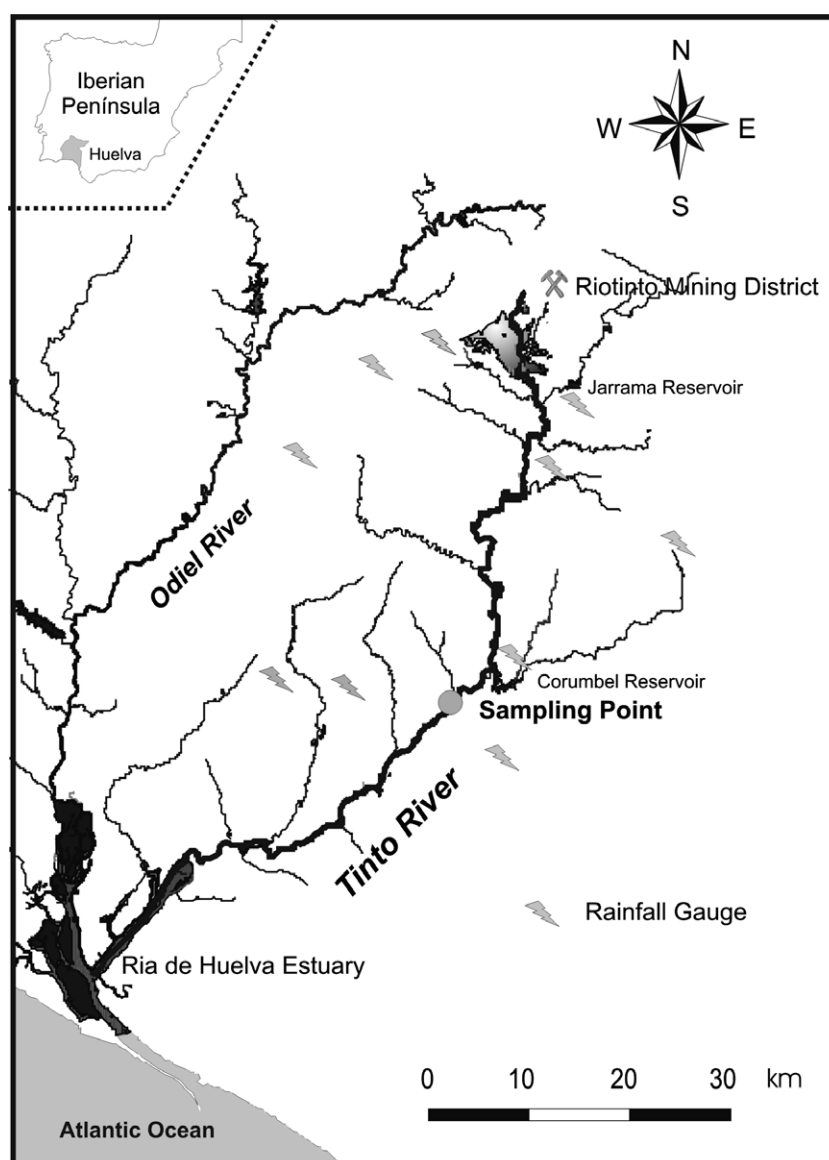 Iberian
Península
Huelva
N
W
E
S
Riotinto Mining District
Jarrama Reservoir
Odiel River
Corumbel Reservoir
Sampling Point
Tinto River
Rainfall Gauge
Ria de Huelva Estuary
0 10 20 30 km
Atlantic Ocean